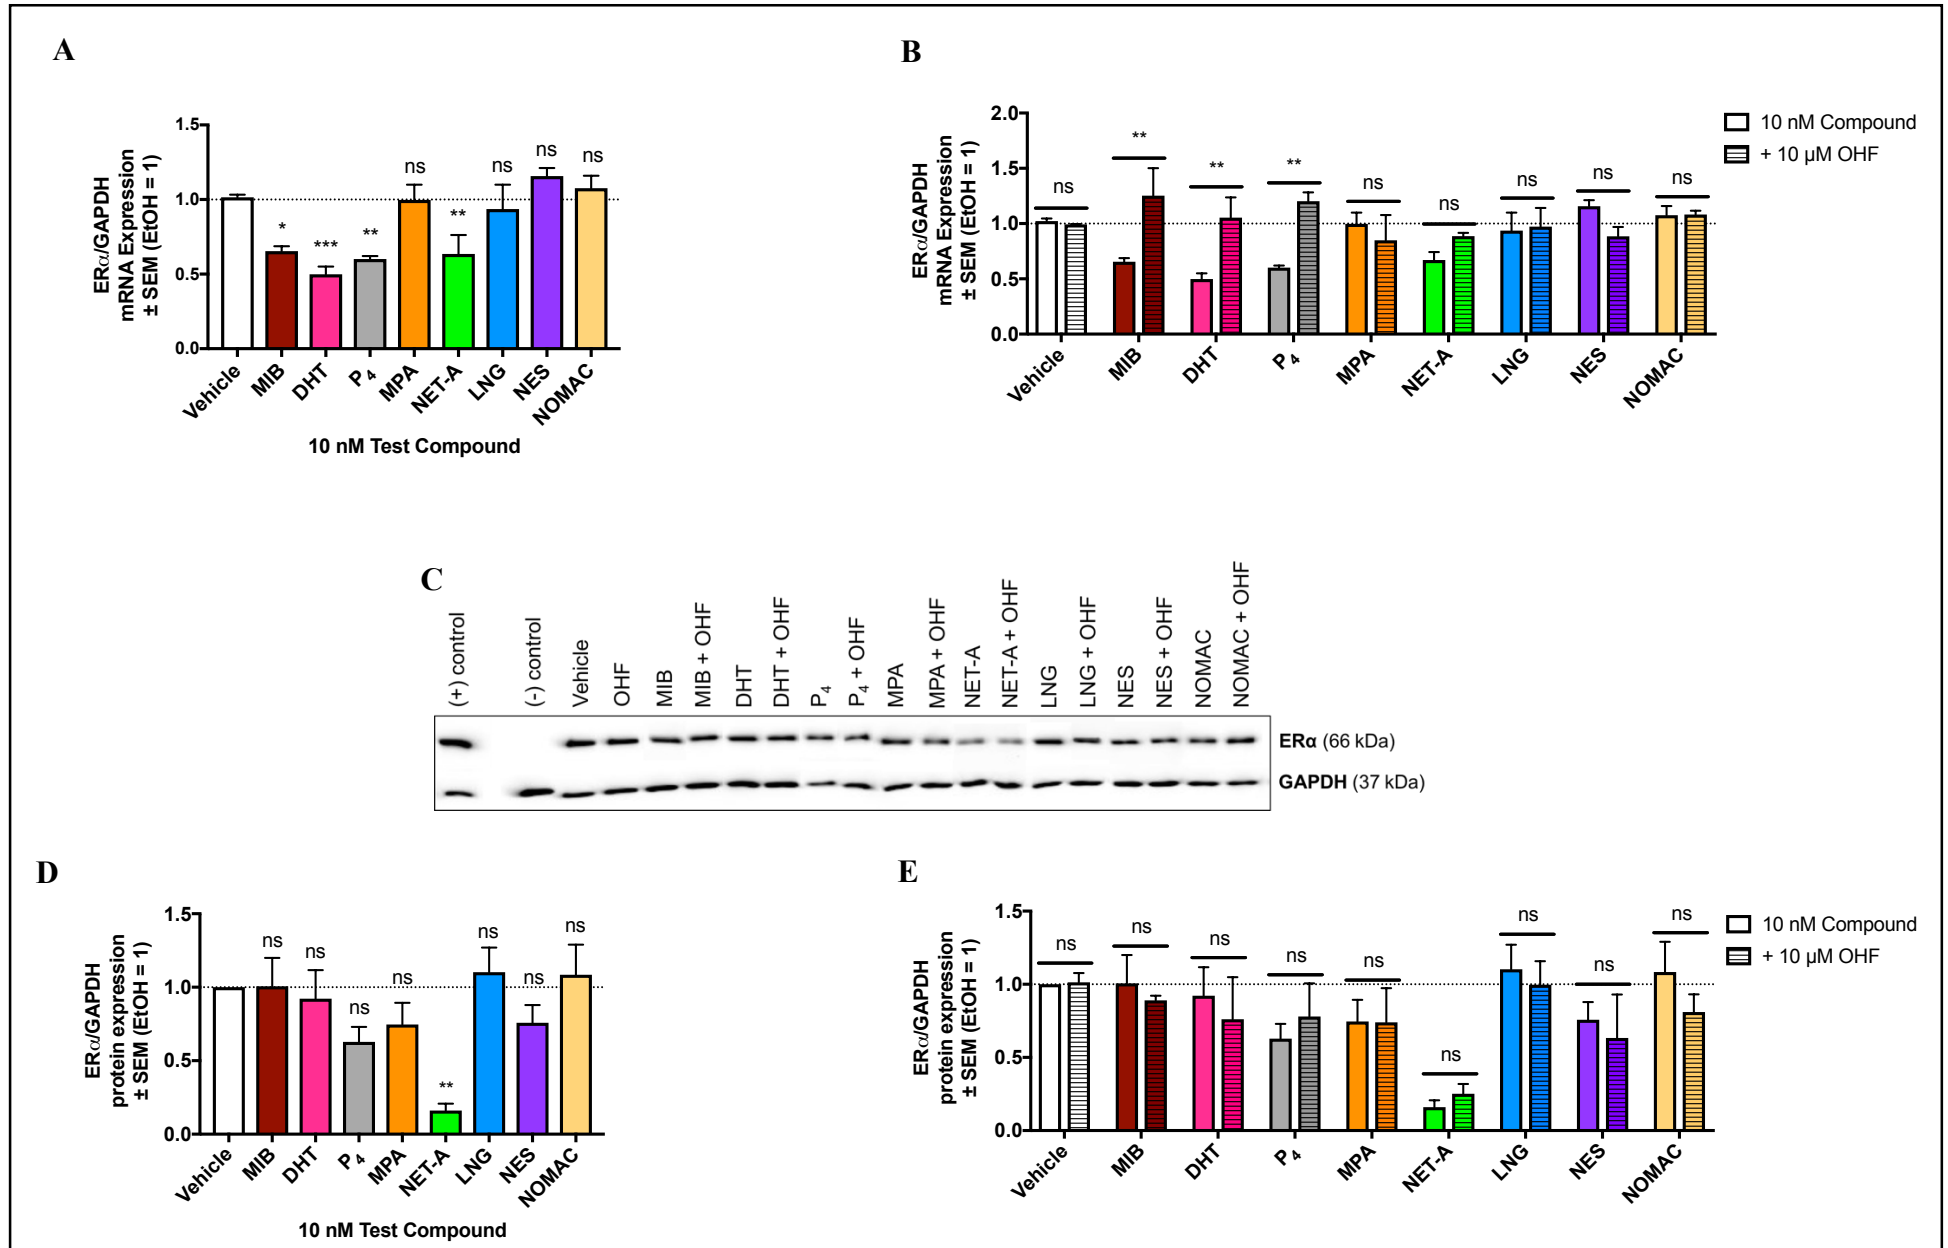 A
ERα/GAPDH
mRNA Expression
± SEM (EtOH = 1)
1.5
1.0
0.5
0.0
* *** ** ns ** ns ns ns
Vehicle MIB DHT P4 MPA NET-A LNG NES NOMAC
10 nM Test Compound
B
ERα/GAPDH
mRNA Expression
± SEM (EtOH = 1)
2.0
1.5
1.0
0.5
0.0
ns ** ** ** ns ns ns ns ns
Vehicle MIB DHT P4 MPA NET-A LNG NES NOMAC
10 nM Compound
+ 10 µM OHF
C
(+) control
(-) control
Vehicle
OHF
MIB
MIB + OHF
DHT
DHT + OHF
P4
P4 + OHF
MPA
MPA + OHF
NET-A
NET-A + OHF
LNG
LNG + OHF
NES
NES + OHF
NOMAC
NOMAC + OHF
ERα (66 kDa)
GAPDH (37 kDa)
D
ERα/GAPDH
protein expression
± SEM (EtOH = 1)
1.5
1.0
0.5
0.0
ns ns ns ns ** ns ns ns
Vehicle MIB DHT P4 MPA NET-A LNG NES NOMAC
10 nM Test Compound
E
ERα/GAPDH
protein expression
± SEM (EtOH = 1)
1.5
1.0
0.5
0.0
ns ns ns ns ns ns ns ns ns
Vehicle MIB DHT P4 MPA NET-A LNG NES NOMAC
10 nM Compound
+ 10 µM OHF